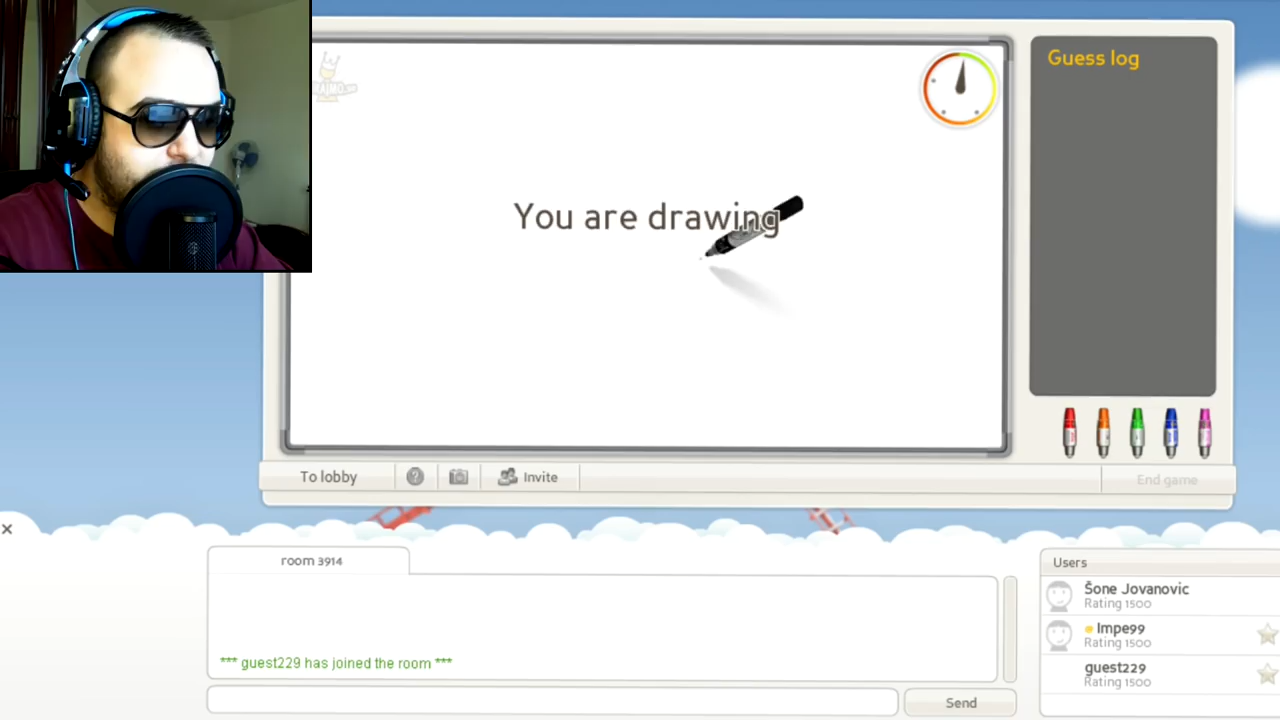 Guess log
You are drawing
To lobby
Invite
End game
room 3914
*** guest229 has joined the room ***
Send
Users
Šone Jovanovic
Rating 1500
Impe99
Rating 1500
guest229
Rating 1500